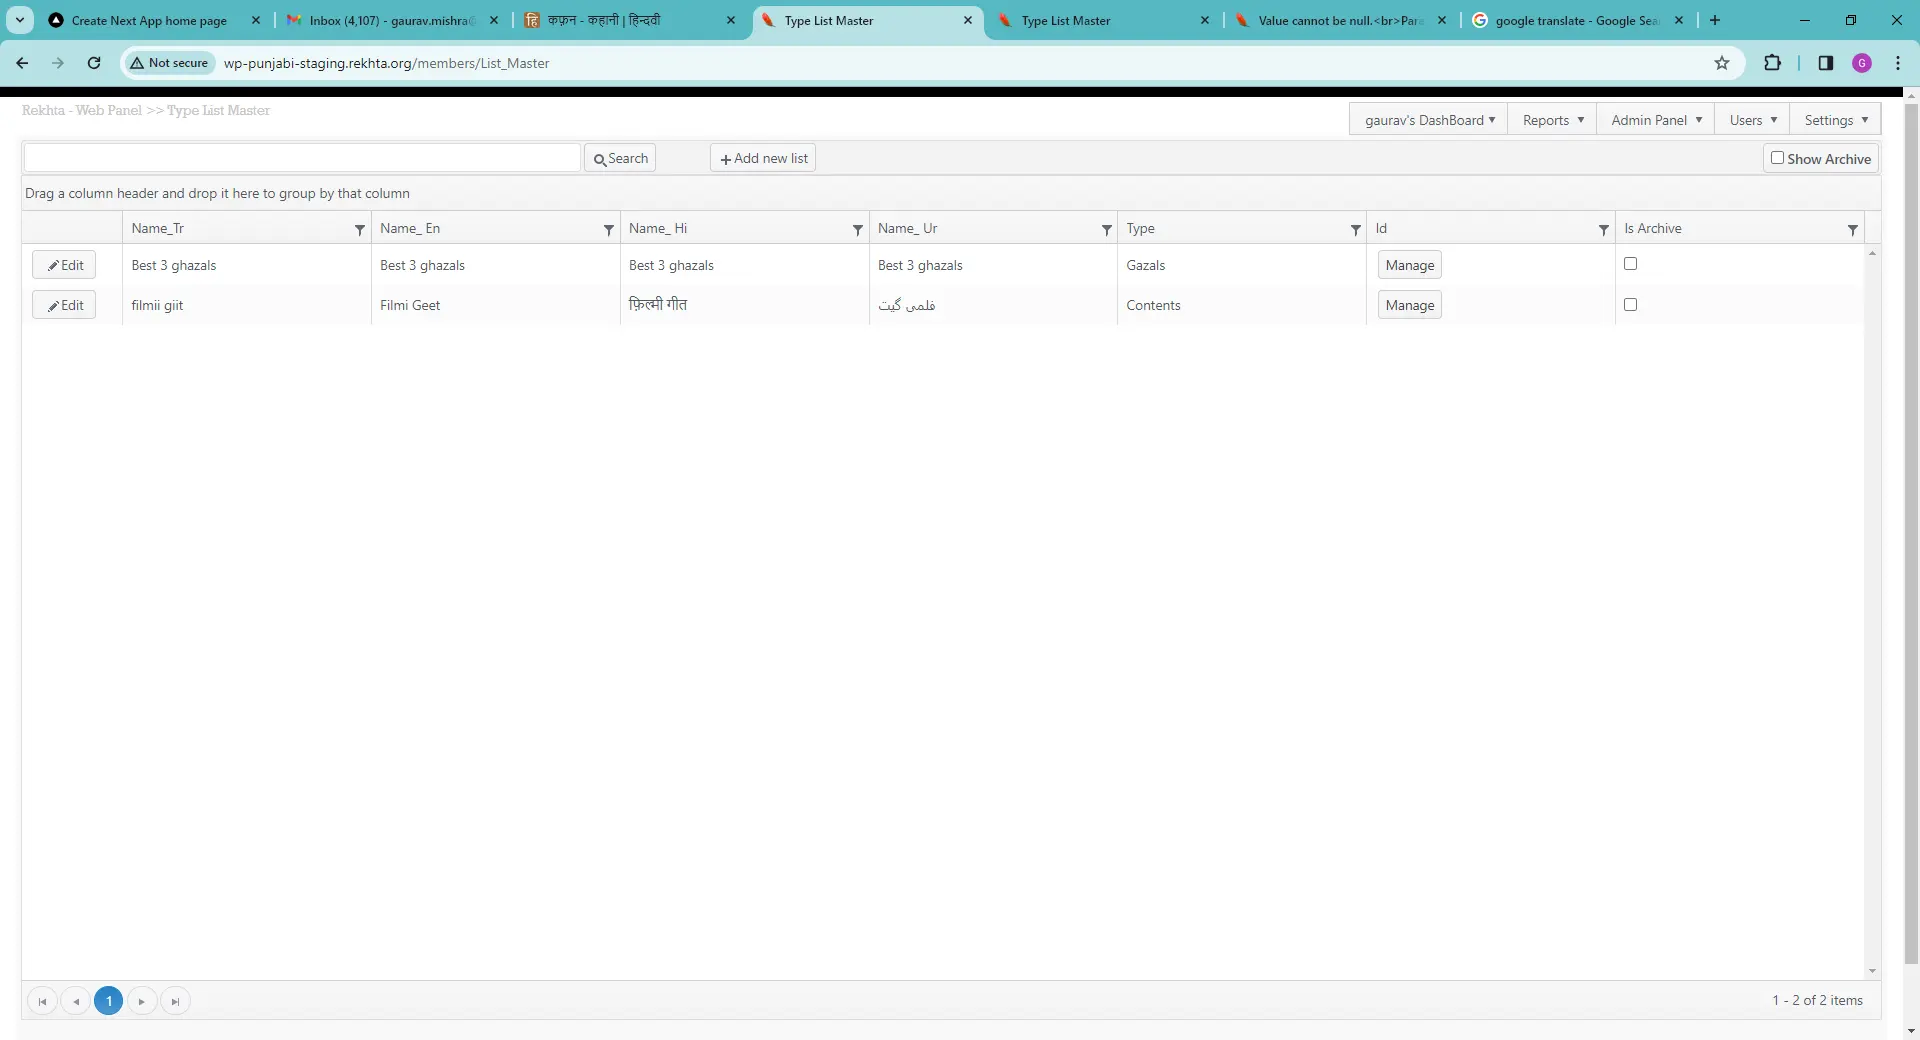 Create Next App home page
Inbox (4,107) - gaurav.mishra@
हि कफ़न - कहानी | हिन्दवी
Type List Master
Type List Master
Value cannot be null.<br>Par
google translate - Google Sea
Not secure wp-punjabi-staging.rekhta.org/members/List_Master
G
Rekhta - Web Panel >> Type List Master
gaurav's DashBoard Reports Admin Panel Users Settings
Search +Add new list Show Archive
Drag a column header and drop it here to group by that column
Name_Tr Name_ En Name_ Hi Name_ Ur Type Id Is Archive
Edit Best 3 ghazals Best 3 ghazals Best 3 ghazals Best 3 ghazals Gazals Manage
Edit filmii giit Filmi Geet फ़िल्मी गीत فلمی گیت Contents Manage
1 1 - 2 of 2 items